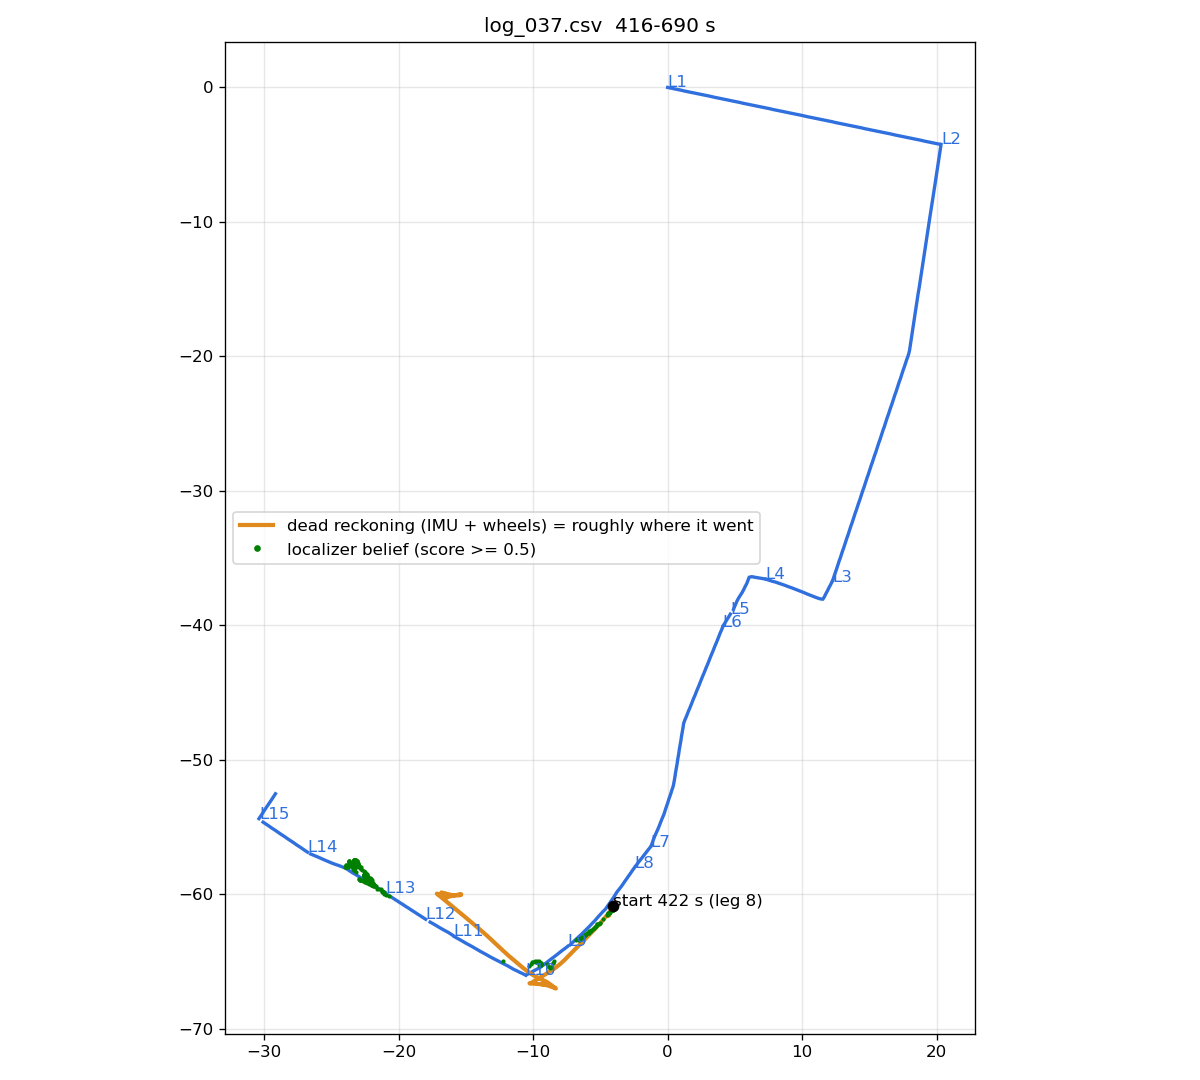 log_037.csv  416-690 s
L1
L2
L3
L4
L5
L6
L7
L8
start 422 s (leg 8)
L9
L10
L11
L12
L13
L14
L15
dead reckoning (IMU + wheels) = roughly where it went
localizer belief (score >= 0.5)
0
−10
−20
−30
−40
−50
−60
−70
−30
−20
−10
0
10
20